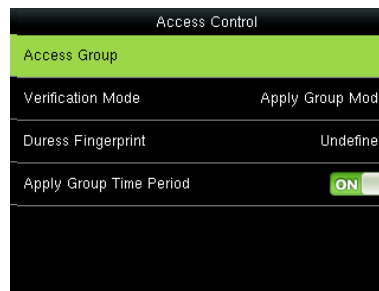 Access Control
Access Group
Verification Mode Apply Group Mod
Duress Fingerprint Undefine
Apply Group Time Period ON